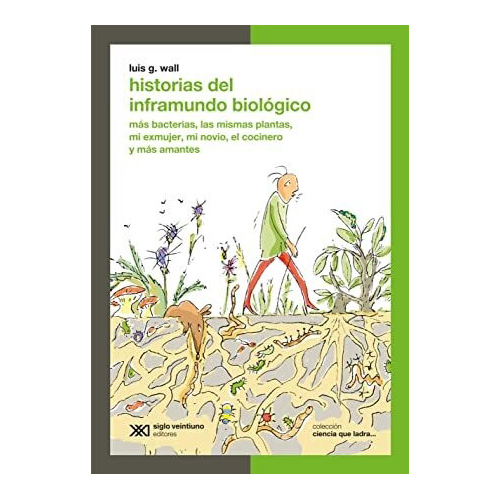 luis g. wall
historias del
inframundo biológico
más bacterias, las mismas plantas,
mi exmujer, mi novio, el cocinero
y más amantes
siglo veintiuno
editores
colección
ciencia que ladra...